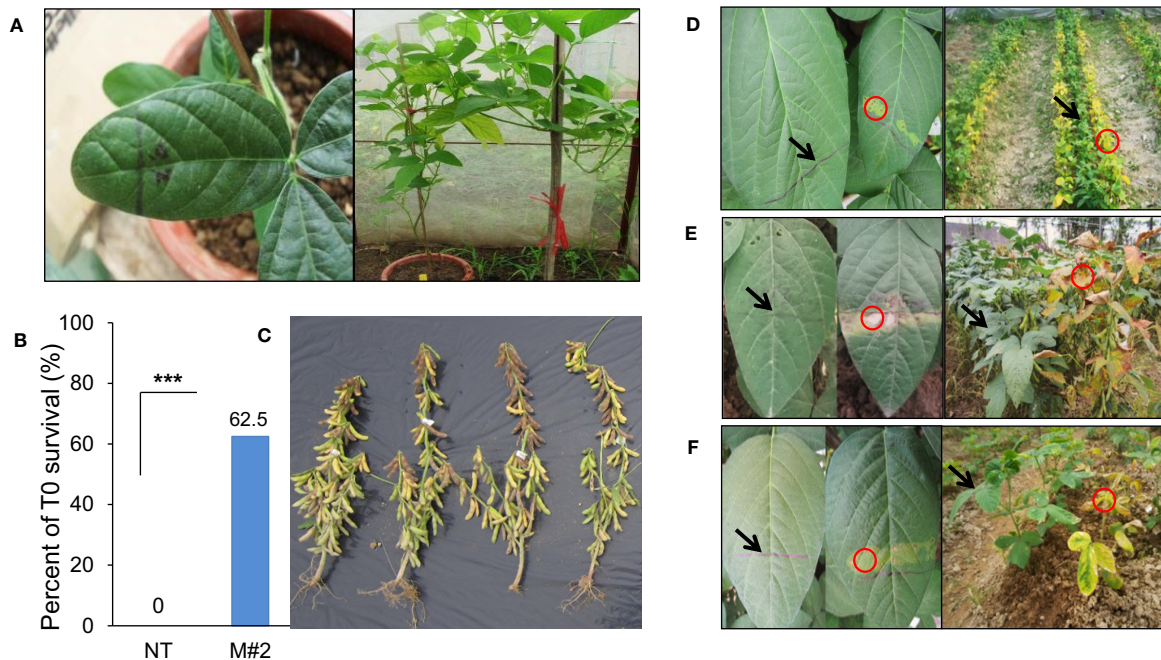 A
B
Percent of T0 survival (%)
100
80
60
40
20
0
***
0
62.5
NT
M#2
C
D
E
F